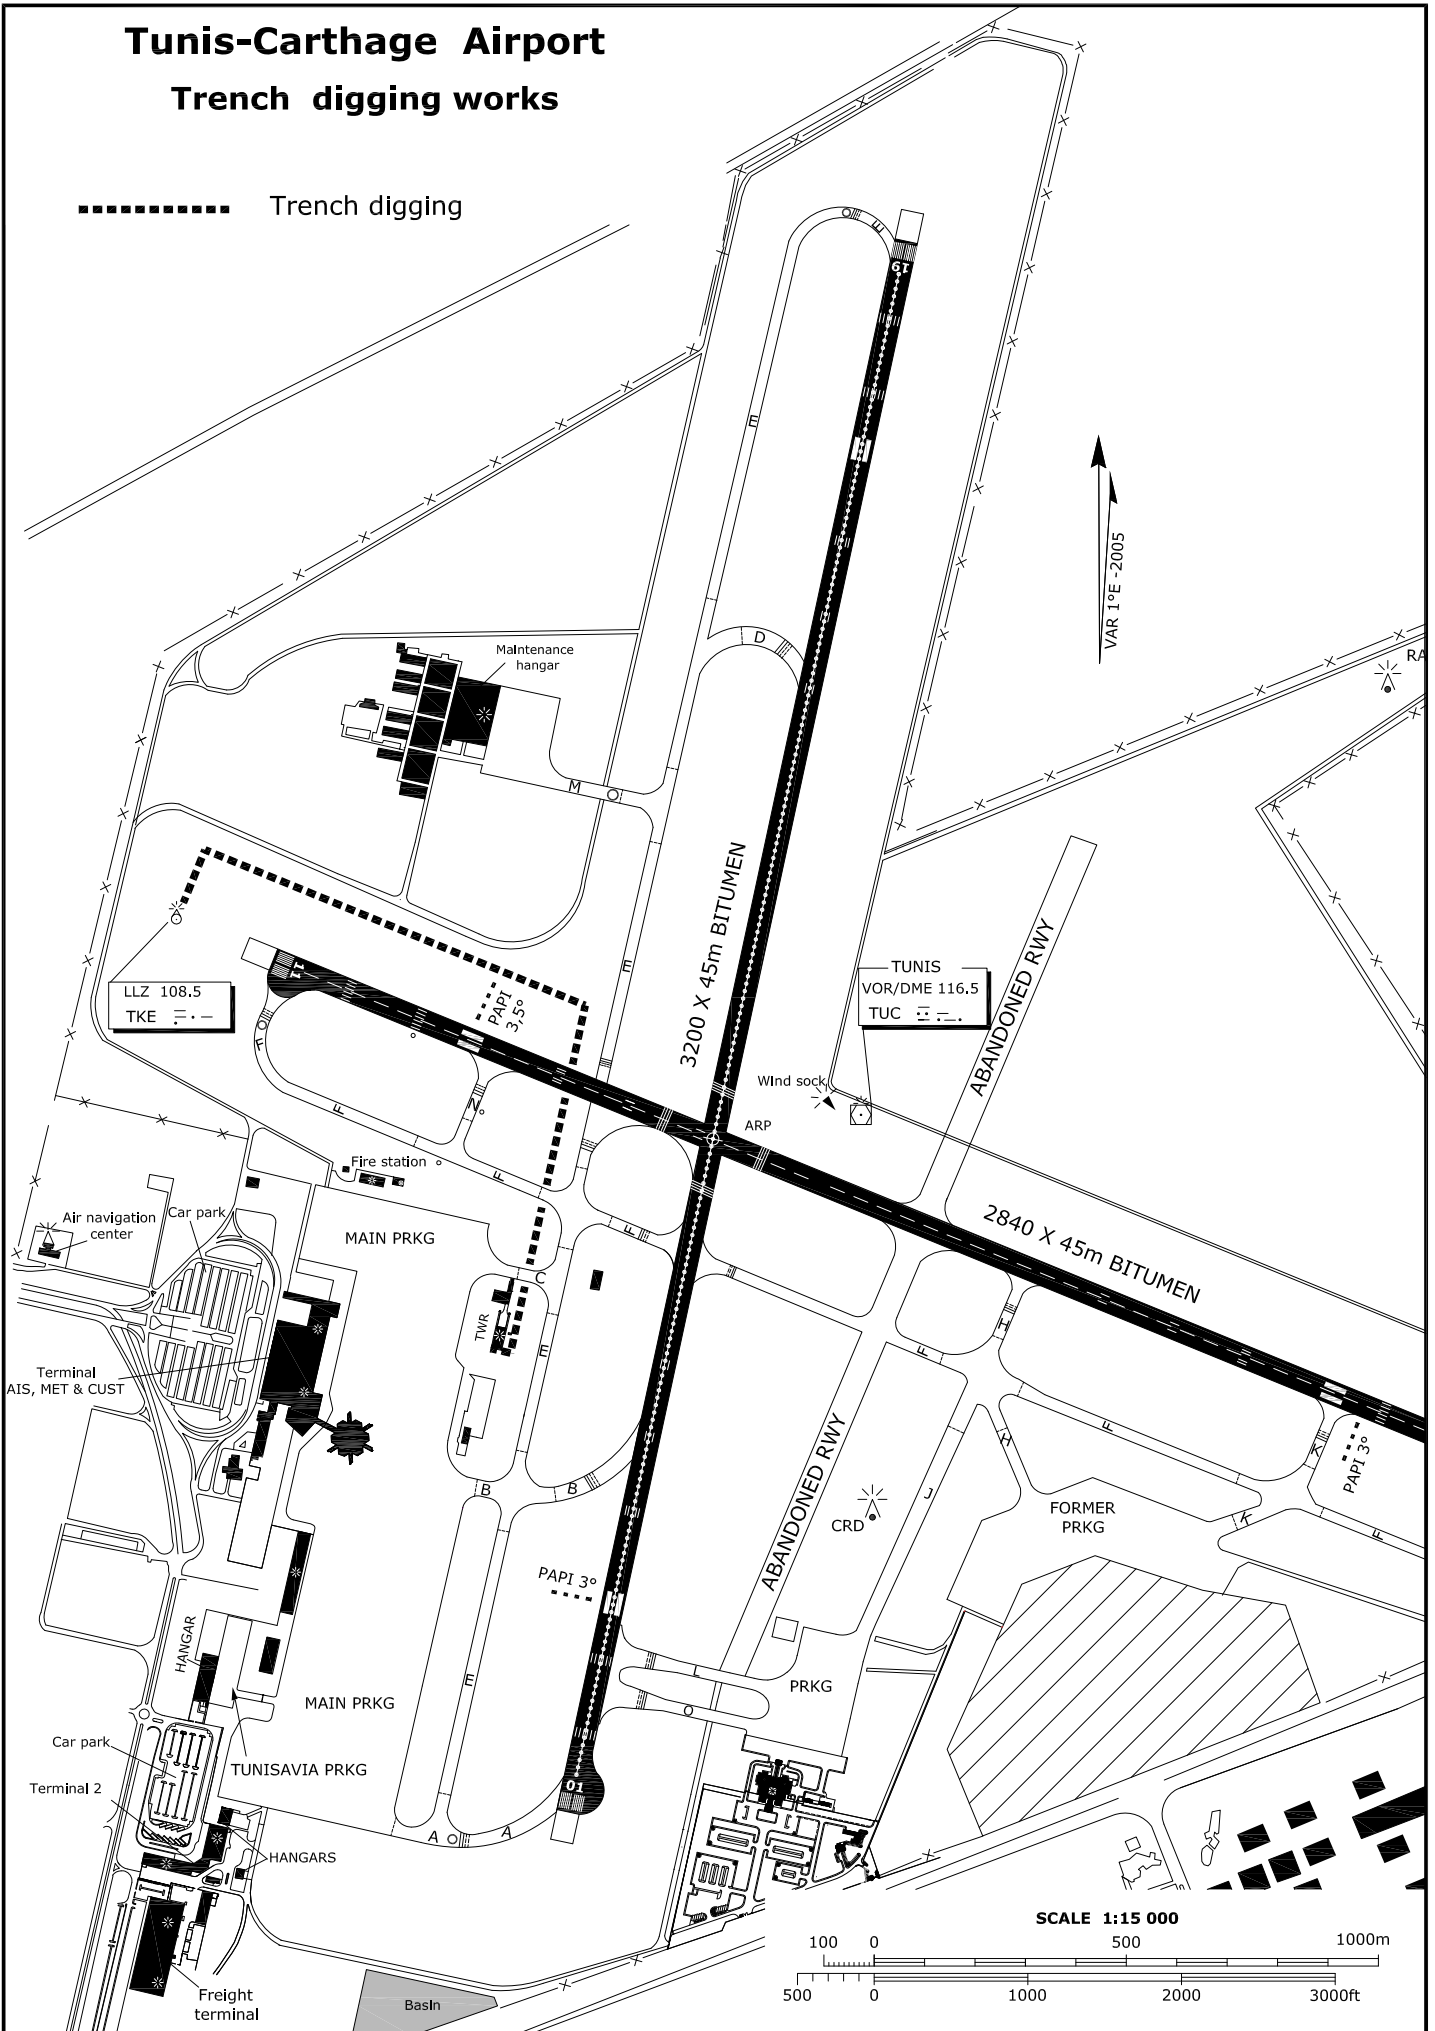 Tunis-Carthage Airport
Trench digging works
Trench digging
E
19
E
VAR 1°E -2005
D
Maintenance
hangar
RA
M
3200 X 45m BITUMEN
E
11
PAPI
3,5°
LLZ 108.5
TKE
TUNIS
VOR/DME 116.5
TUC
ABANDONED RWY
F
F
N
Wind sock
ARP
Fire station
F
Air navigation
center
Car park
MAIN PRKG
F
2840 X 45m BITUMEN
C
TWR
E
H
F
Terminal
AIS, MET & CUST
H
F
K
PAPI 3°
B
B
J
ABANDONED RWY
CRD
FORMER
PRKG
K
F
PAPI 3°
HANGAR
E
L
PRKG
MAIN PRKG
O
Car park
TUNISAVIA PRKG
Terminal 2
01
A
A
HANGARS
SCALE 1:15 000
100 0 500 1000m
500 0 1000 2000 3000ft
Freight
terminal
Basin